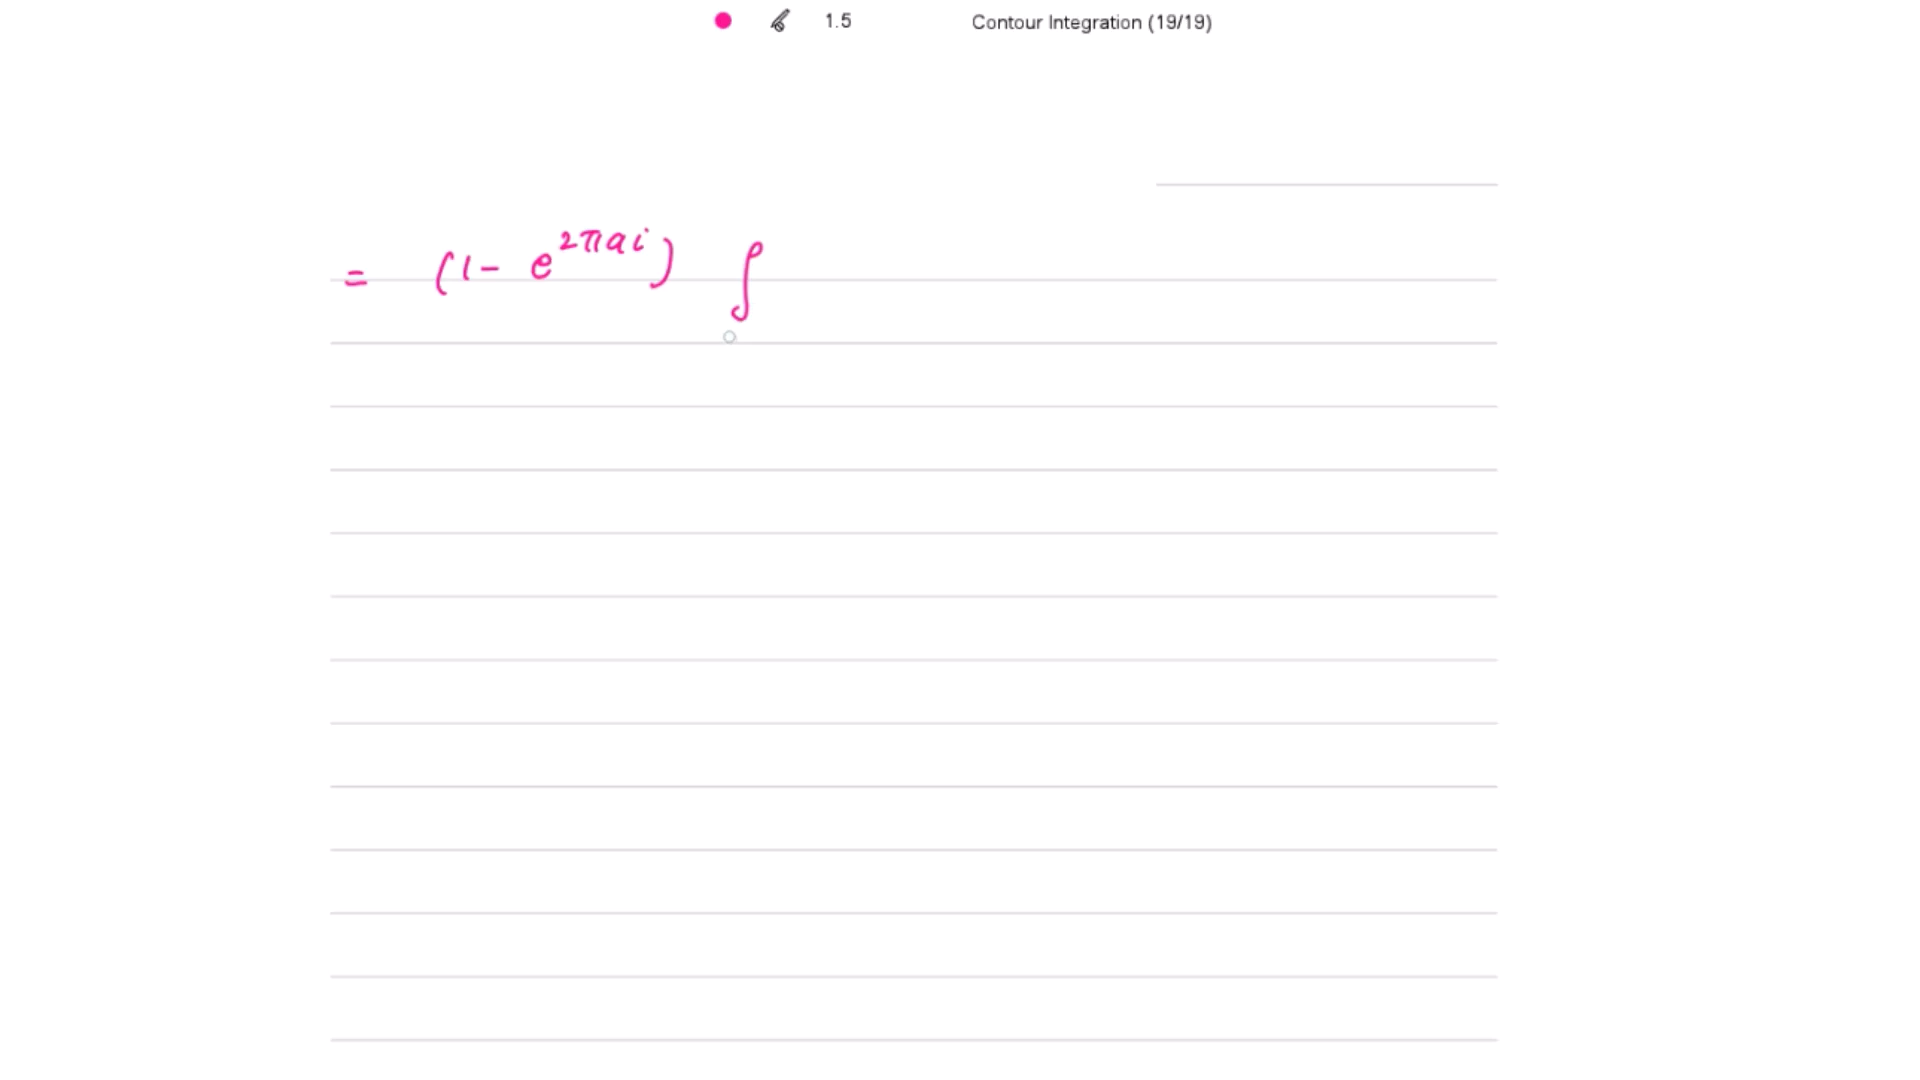 1.5 Contour Integration (19/19)
= (1- e^{2πai}) ∫